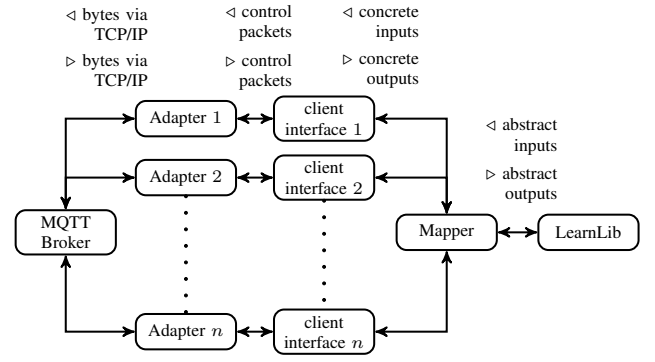 ◁ bytes via
TCP/IP
▷ bytes via
TCP/IP
◁ control
packets
▷ control
packets
◁ concrete
inputs
▷ concrete
outputs
◁ abstract
inputs
▷ abstract
outputs
Adapter 1
client
interface 1
Adapter 2
client
interface 2
MQTT
Broker
Mapper
LearnLib
Adapter n
client
interface n